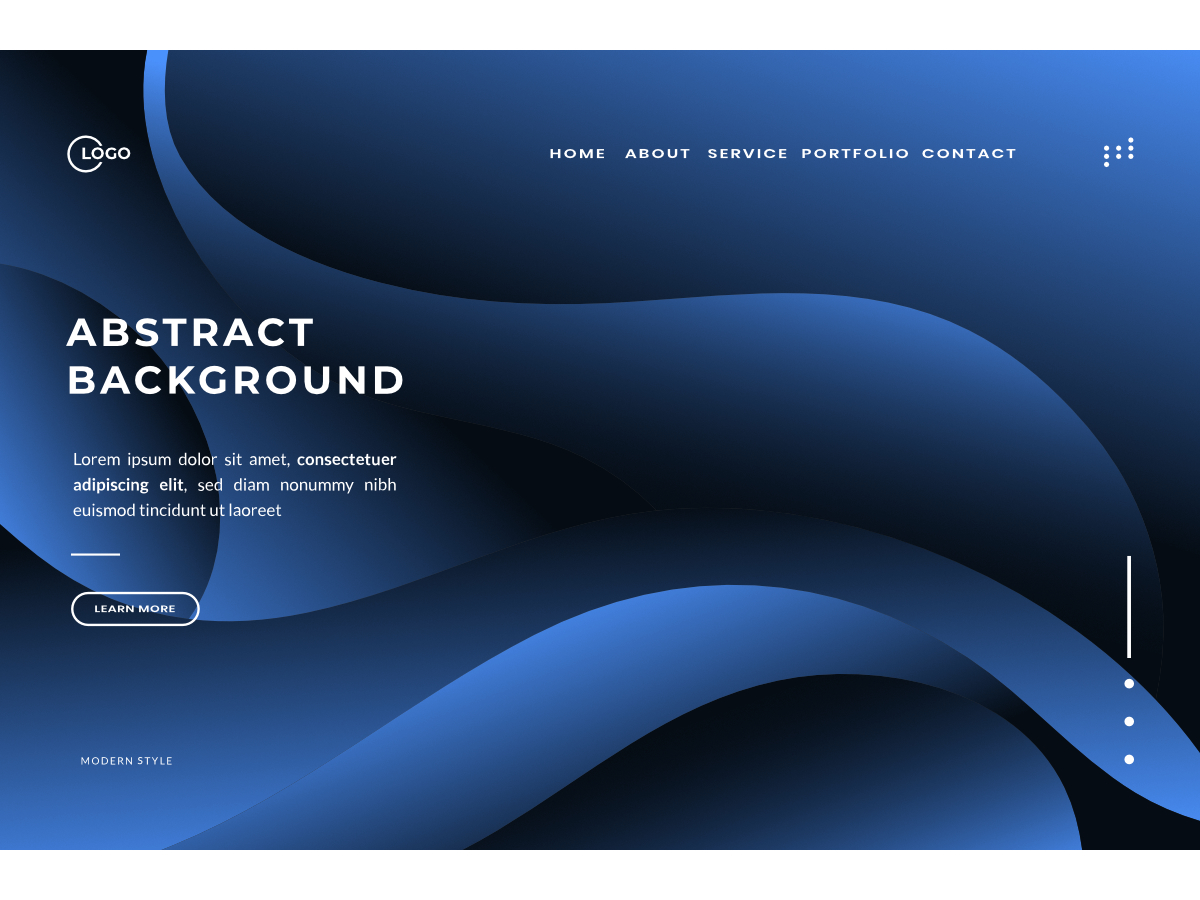 LOGO
HOME ABOUT SERVICE PORTFOLIO CONTACT
ABSTRACT
BACKGROUND
Lorem ipsum dolor sit amet, consectetuer
adipiscing elit, sed diam nonummy nibh
euismod tincidunt ut laoreet
LEARN MORE
MODERN STYLE